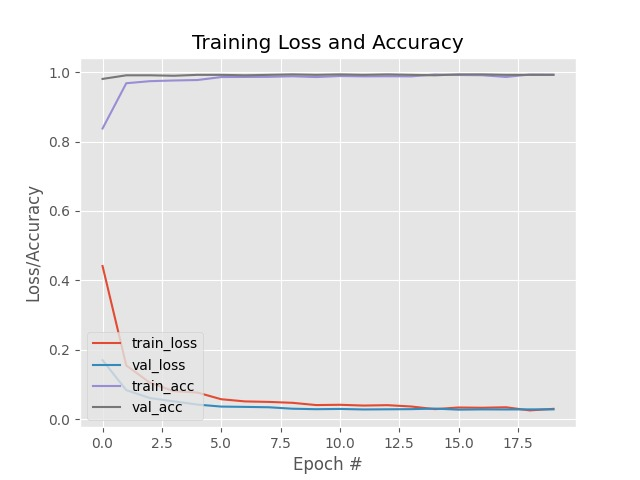 Training Loss and Accuracy
Loss/Accuracy
1.0
0.8
0.6
0.4
0.2
0.0
train_loss
val_loss
train_acc
val_acc
0.0 2.5 5.0 7.5 10.0 12.5 15.0 17.5
Epoch #